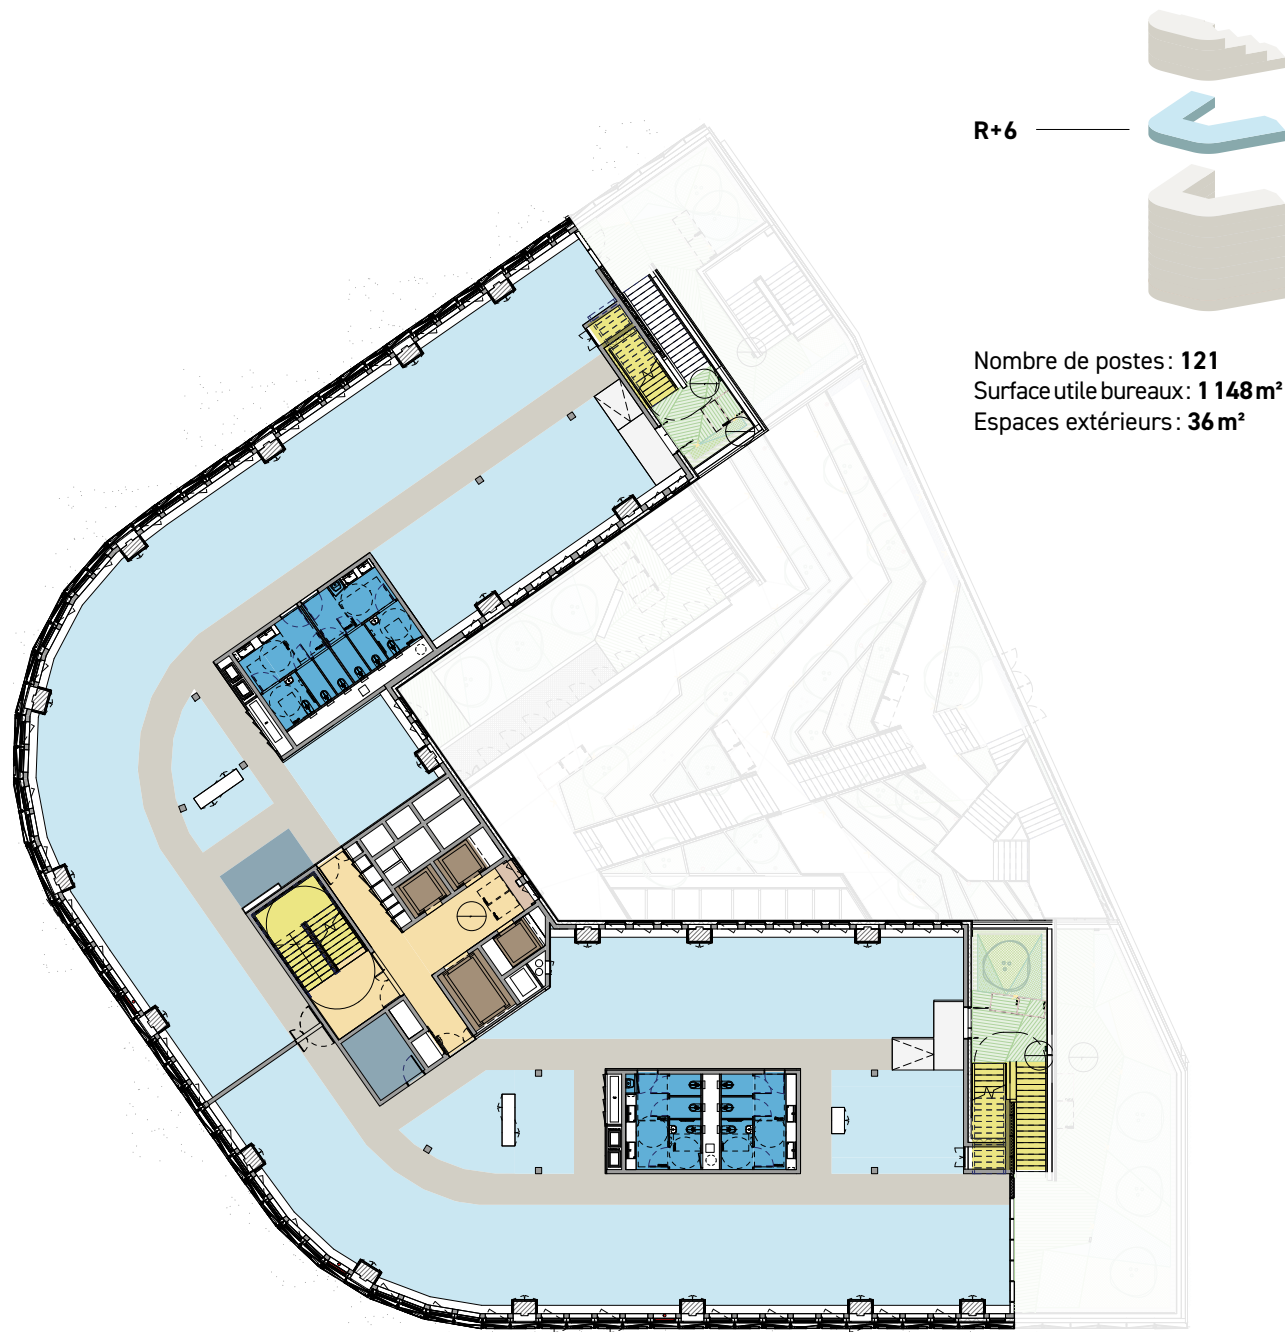 R+6
Nombre de postes : 121
Surface utile bureaux : 1 148 m²
Espaces extérieurs : 36 m²